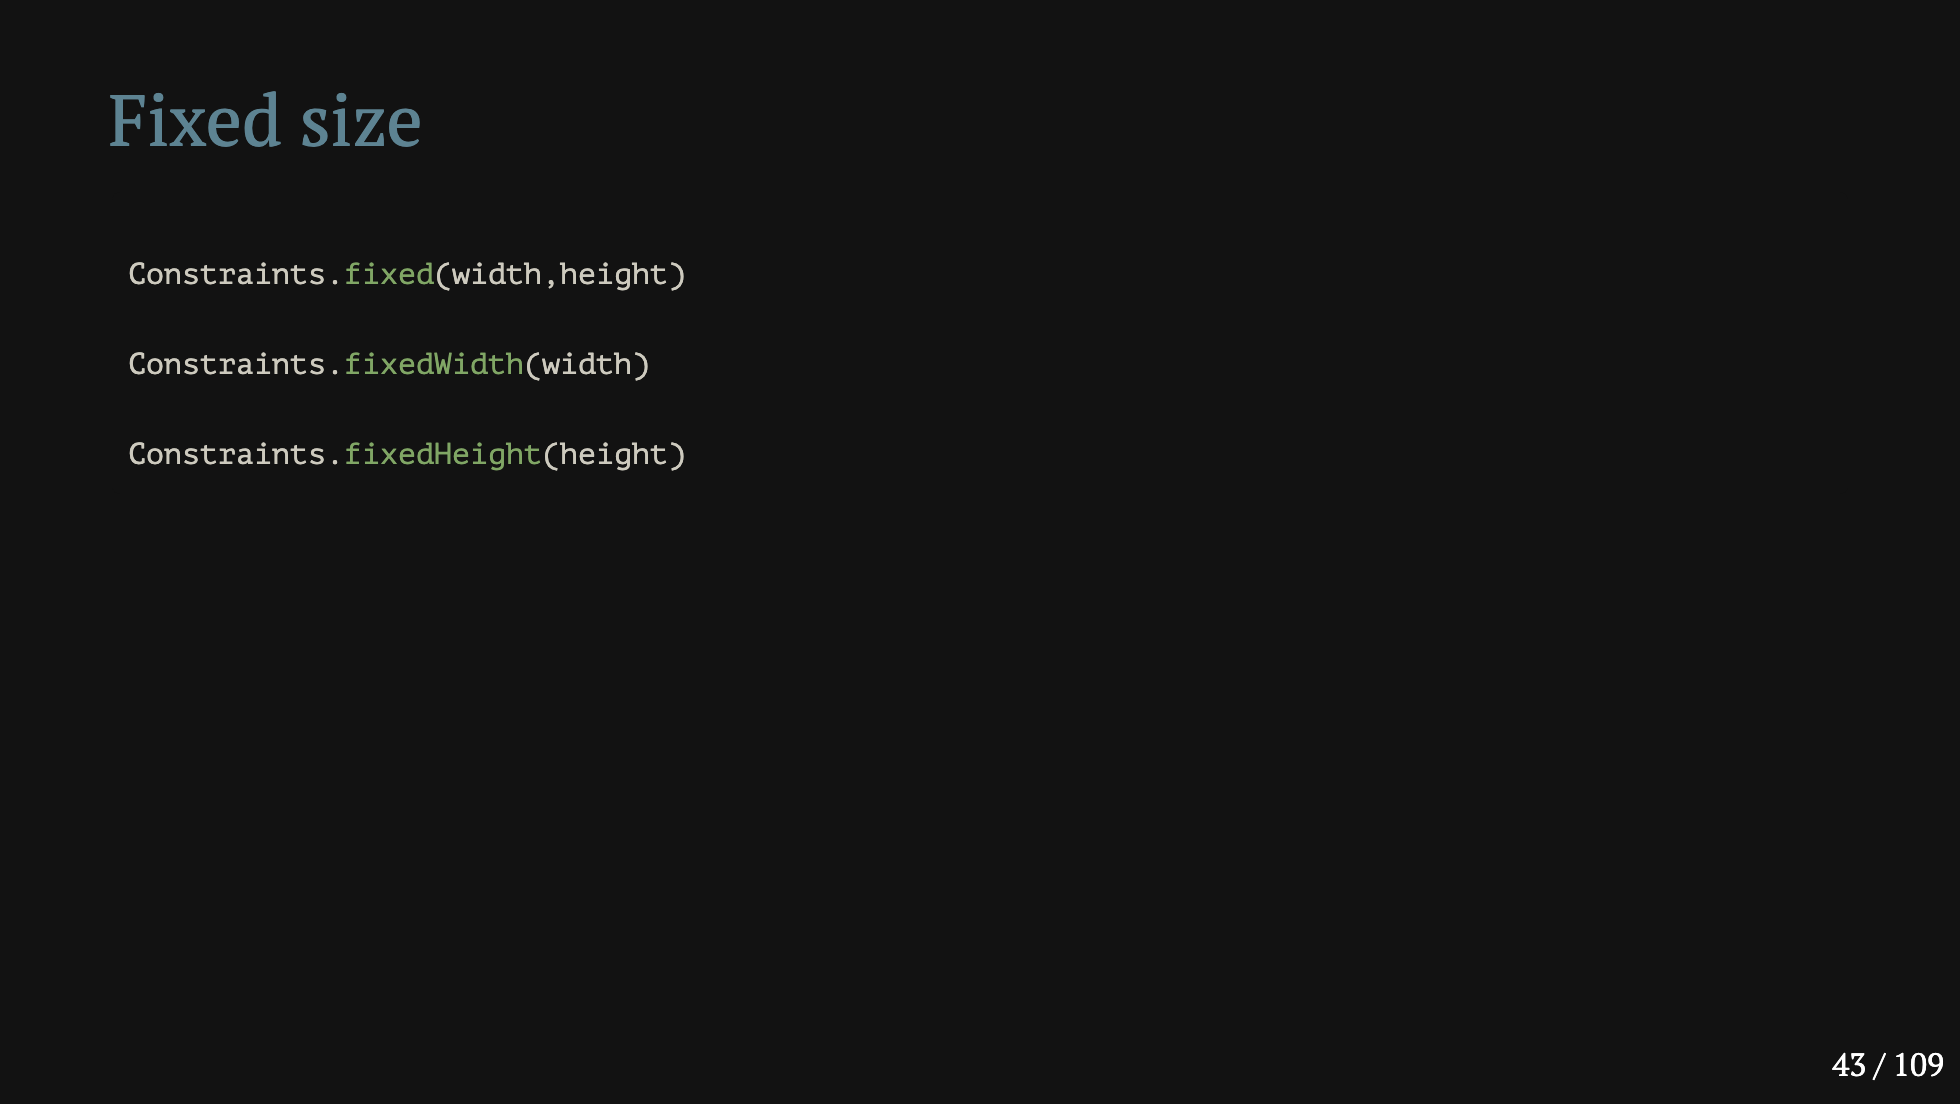 Fixed size
Constraints.fixed(width,height)
Constraints.fixedWidth(width)
Constraints.fixedHeight(height)
43 / 109